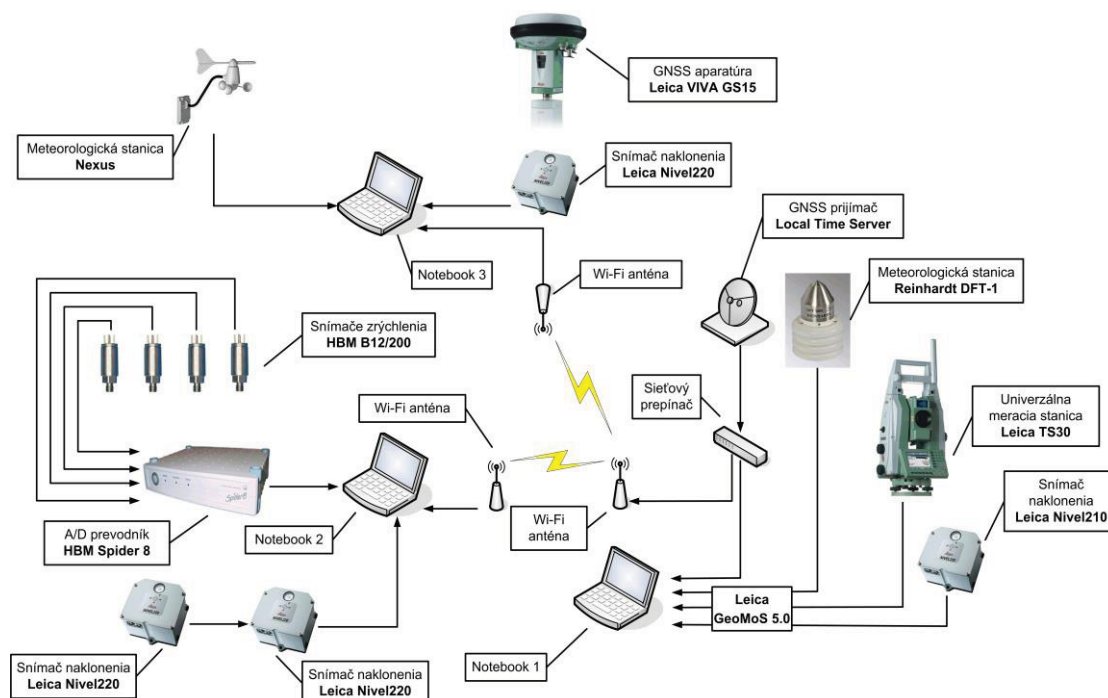 GNSS aparatúra
Leica VIVA GS15
Meteorologická stanica
Nexus
Snímač naklonenia
Leica Nivel220
GNSS prijímač
Local Time Server
Notebook 3
Wi-Fi anténa
Meteorologická stanica
Reinhardt DFT-1
Snímače zrýchlenia
HBM B12/200
Wi-Fi anténa
Sieťový
prepínač
Univerzálna
meracia stanica
Leica TS30
Spider8
A/D prevodník
HBM Spider 8
Notebook 2
Wi-Fi
anténa
Snímač
naklonenia
Leica Nivel210
Leica
GeoMoS 5.0
Snímač naklonenia
Leica Nivel220
Snímač naklonenia
Leica Nivel220
Notebook 1